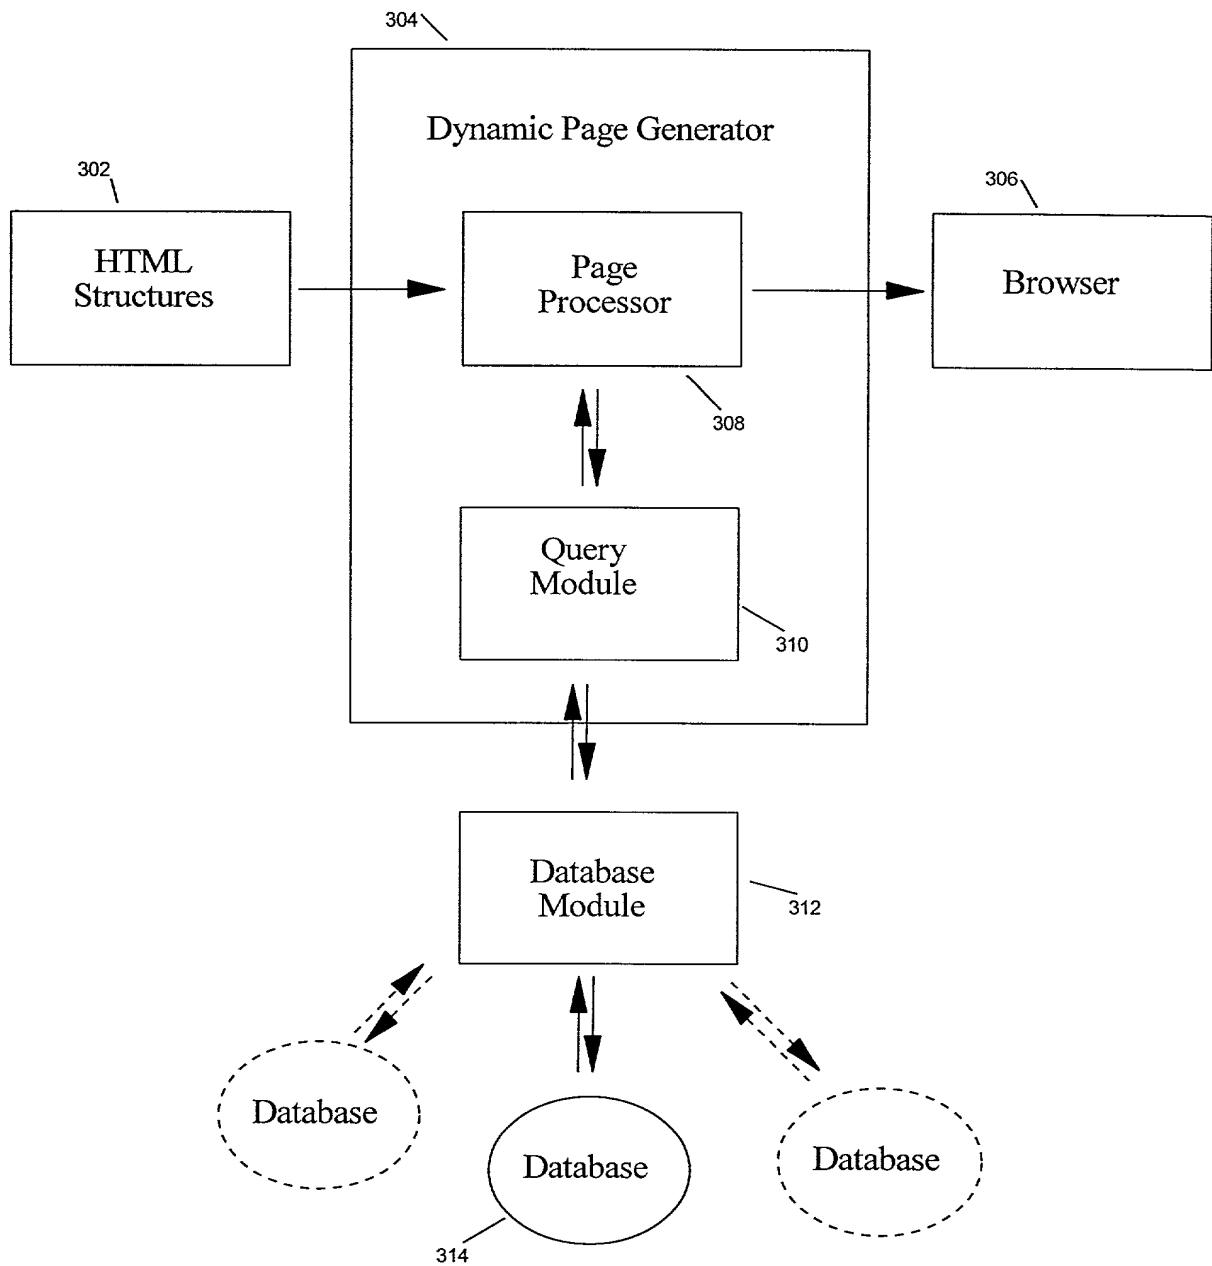 304
Dynamic Page Generator
302
306
HTML
Structures
Page
Processor
Browser
308
Query
Module
310
Database
Module
312
Database
Database
Database
314